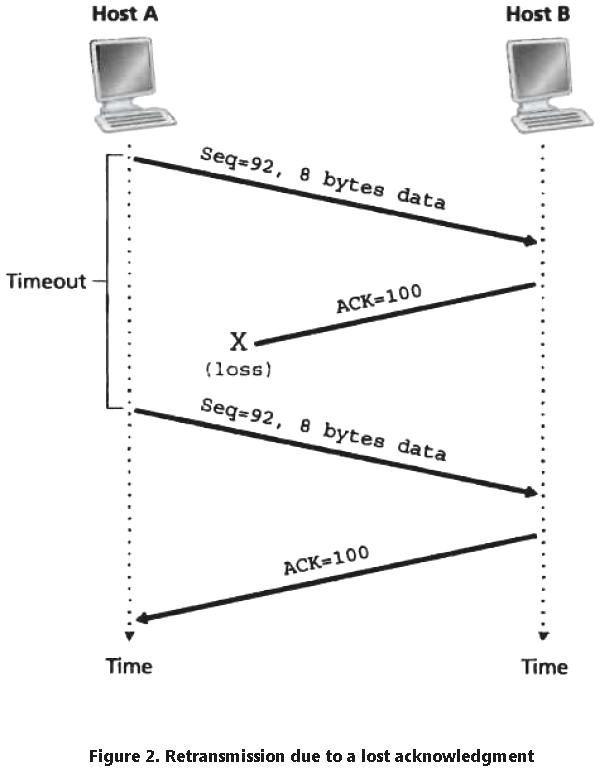 Host A
Host B
Seq=92, 8 bytes data
Timeout
ACK=100
X
(loss)
Seq=92, 8 bytes data
ACK=100
Time
Time
Figure 2. Retransmission due to a lost acknowledgment